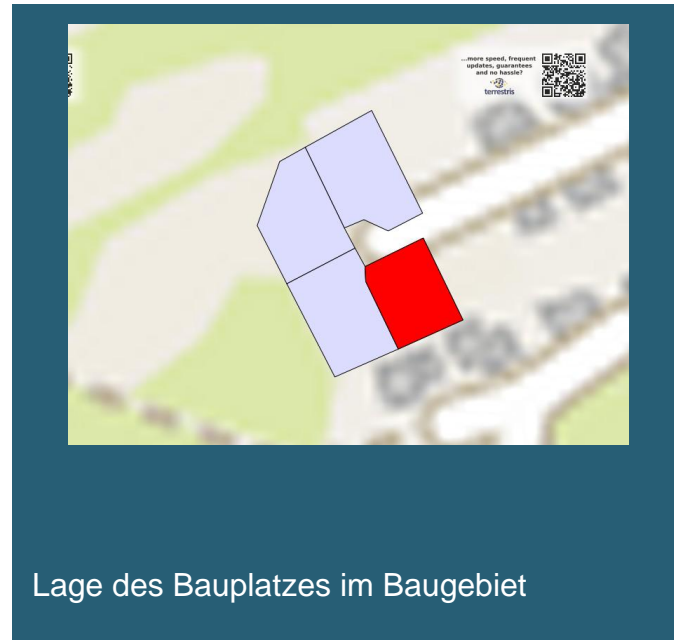 ...more speed, frequent
updates, guarantees
and no hassle?
terrestris
Lage des Bauplatzes im Baugebiet